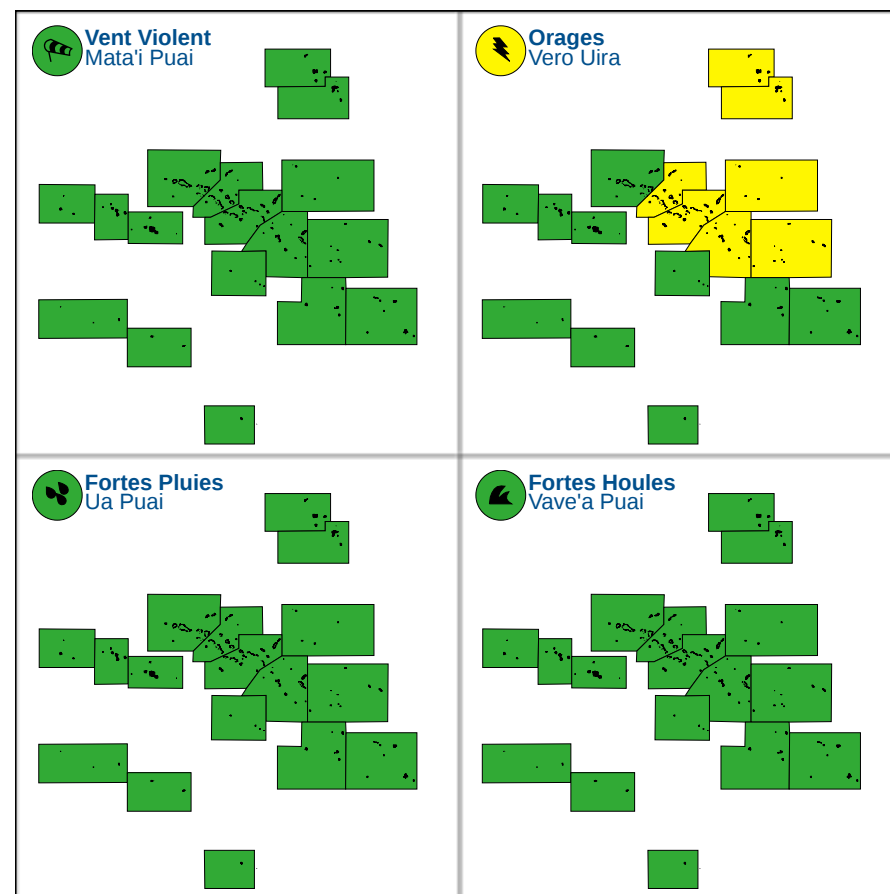 Vent Violent
Mata'i Puai
Orages
Vero Uira
Fortes Pluies
Ua Puai
Fortes Houles
Vave'a Puai